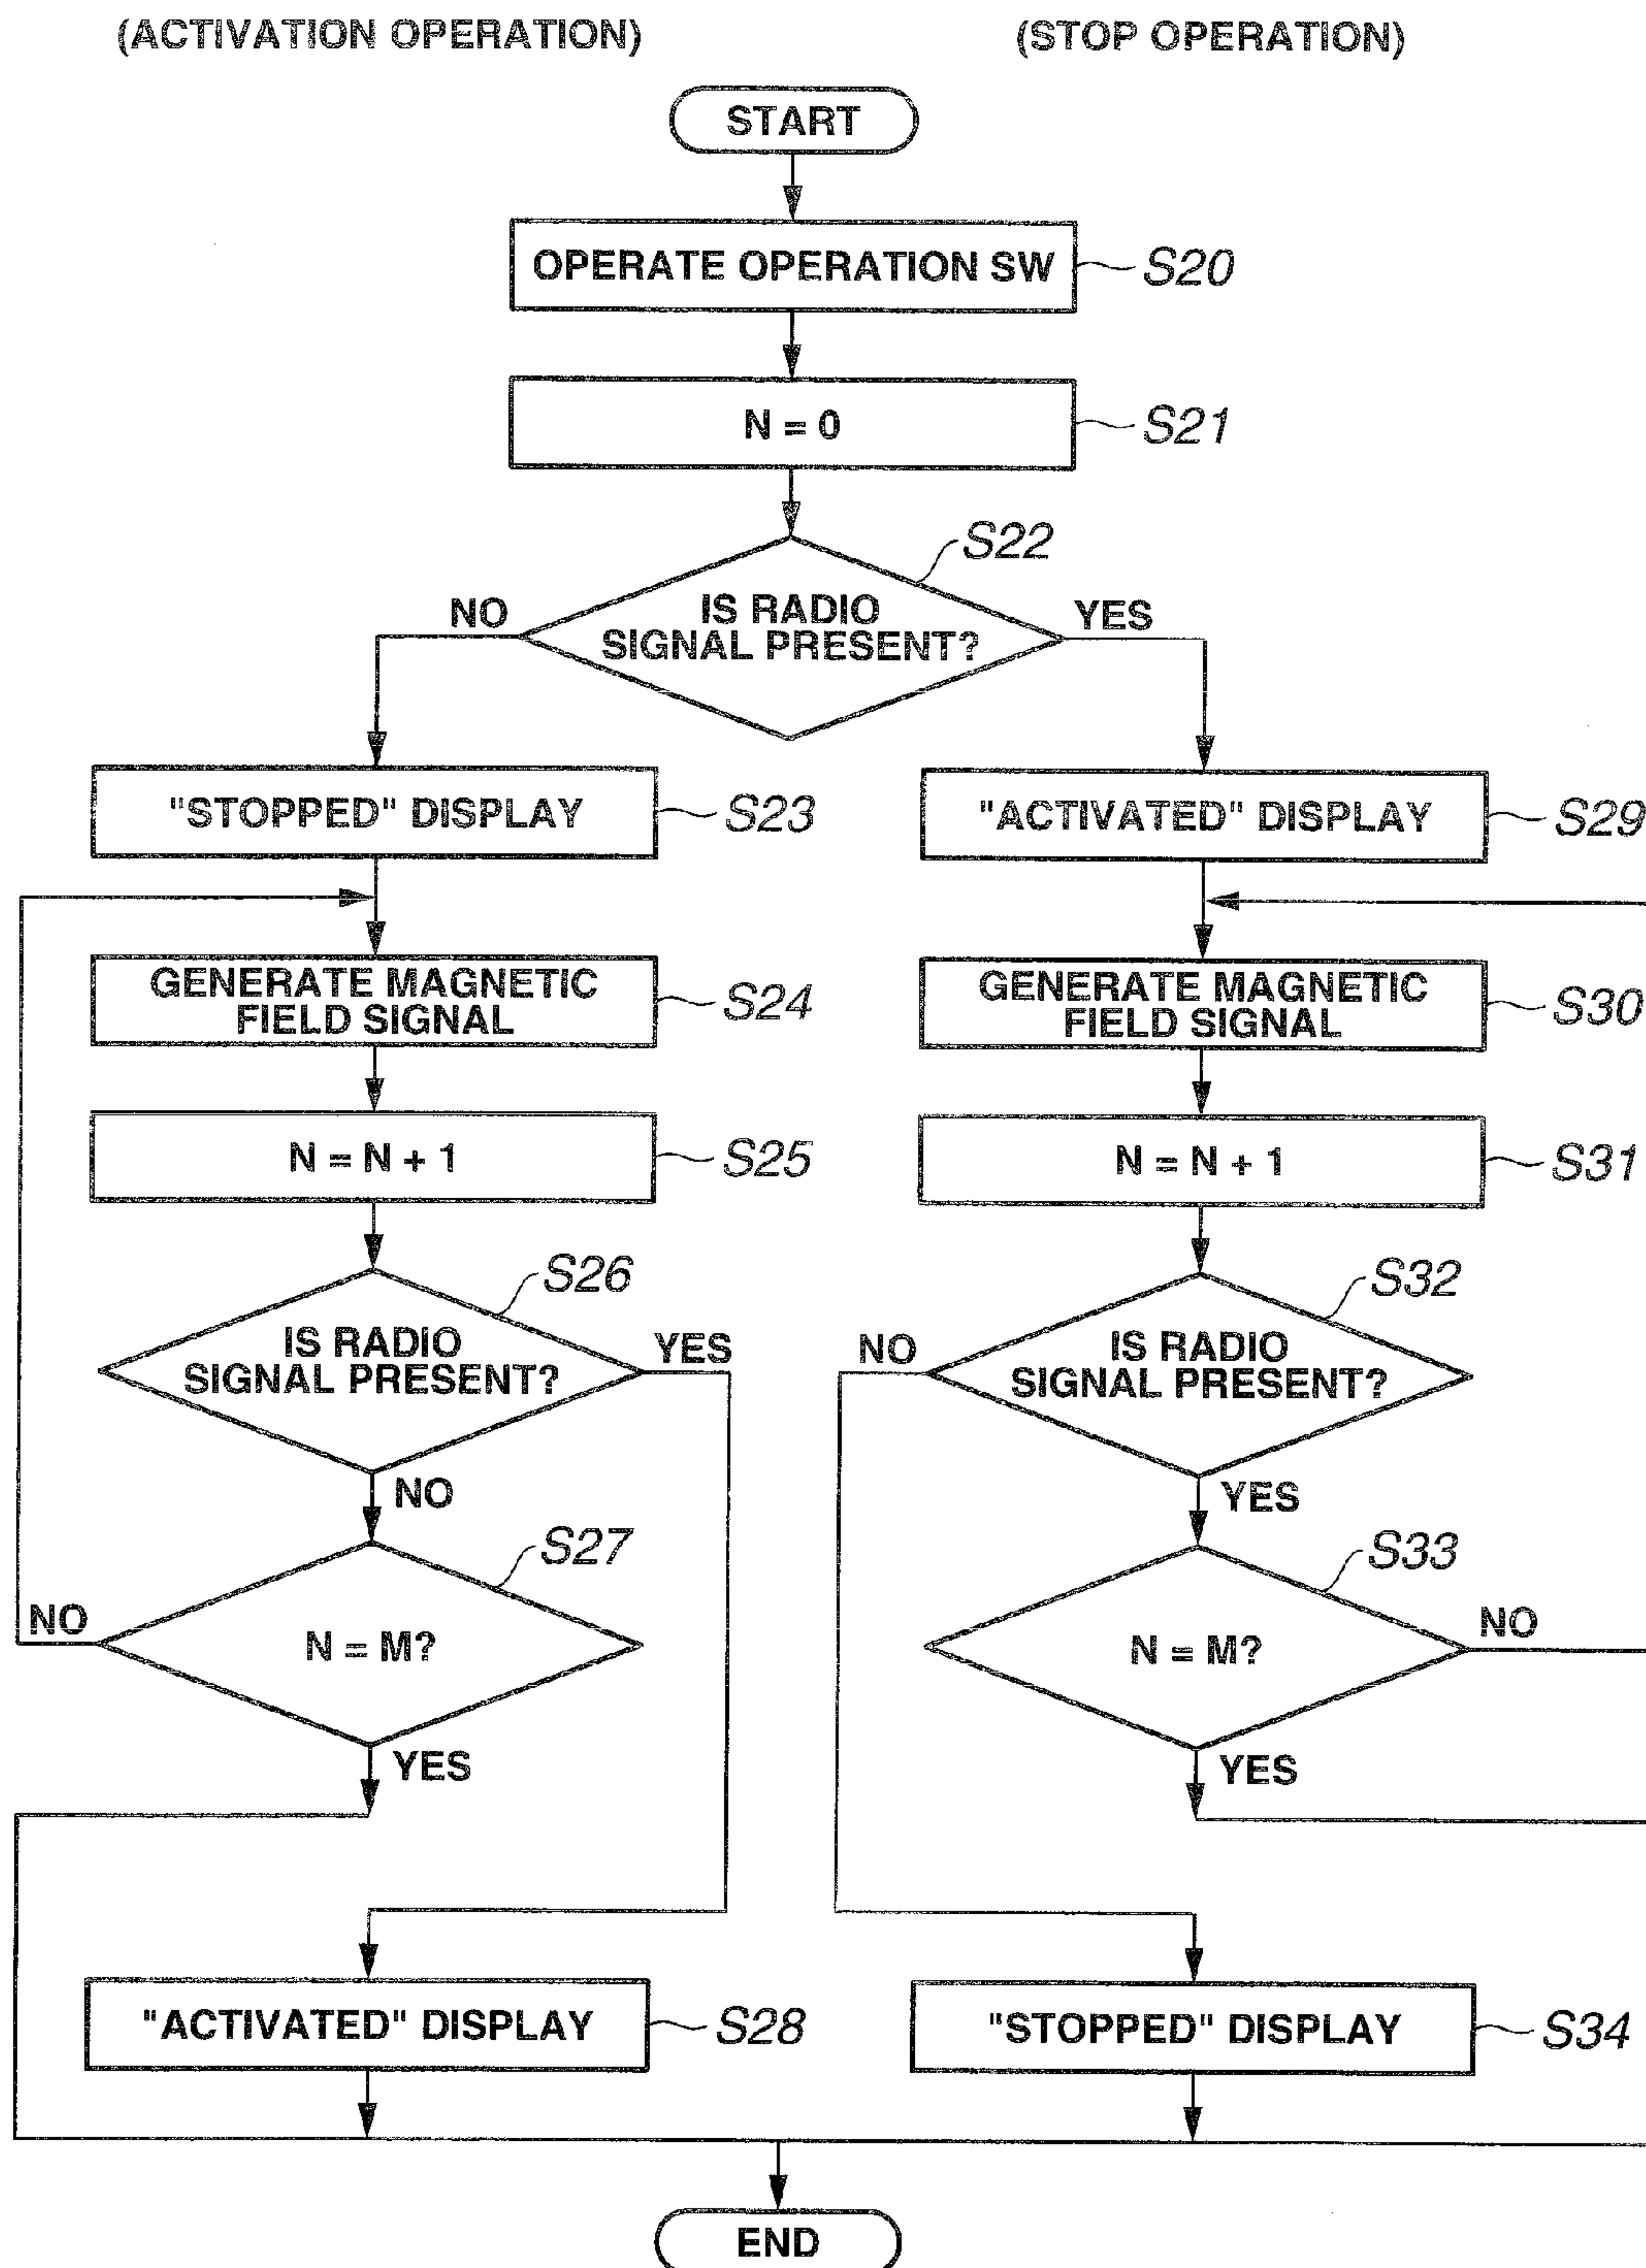 (ACTIVATION OPERATION)
(STOP OPERATION)
START
OPERATE OPERATION SW
S20
N = 0
S21
S22
IS RADIO
SIGNAL PRESENT?
NO
YES
"STOPPED" DISPLAY
S23
"ACTIVATED" DISPLAY
S29
GENERATE MAGNETIC
FIELD SIGNAL
S24
GENERATE MAGNETIC
FIELD SIGNAL
S30
N = N + 1
S25
N = N + 1
S31
S26
IS RADIO
SIGNAL PRESENT?
YES
NO
S32
IS RADIO
SIGNAL PRESENT?
NO
YES
S27
N = M?
NO
YES
S33
N = M?
NO
YES
"ACTIVATED" DISPLAY
S28
"STOPPED" DISPLAY
S34
END